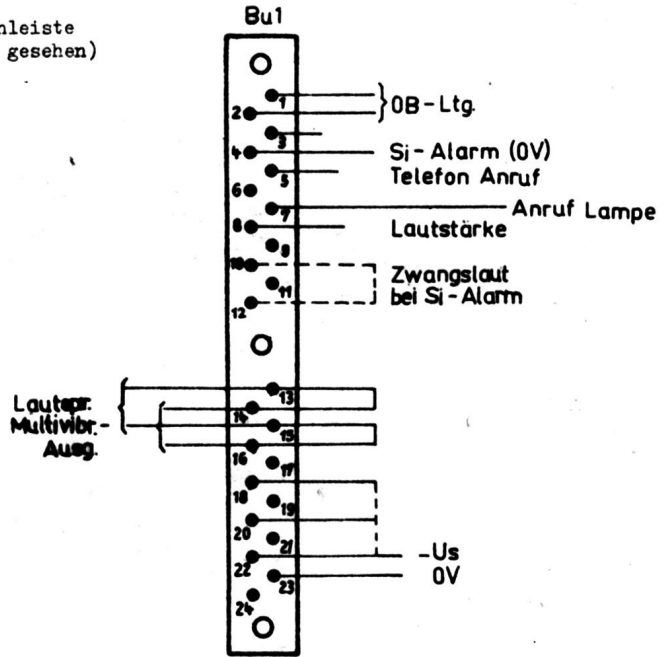 Bu1
nleiste
gesehen)
1
OB-Ltg.
2
3
4
Si-Alarm (0V)
5
Telefon Anruf
6
7
Anruf Lampe
8
Lautstärke
9
10
Zwangslaut
11
bei Si-Alarm
12
13
Lautspr.
14
Multivibr.-
15
Ausg.
16
17
18
19
20
21
-Us
22
0V
23
24